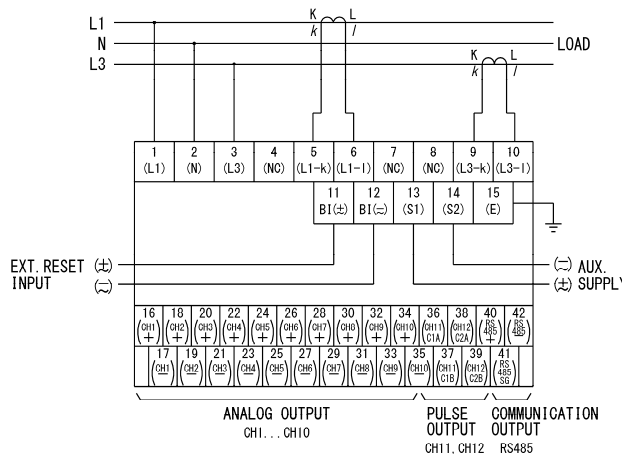 L1
K L
k l
N
LOAD
L3
K L
k l
1 2 3 4 5 6 7 8 9 10
(L1) (N) (L3) (NC) (L1-k) (L1-l) (NC) (NC) (L3-k) (L3-l)
11 12 13 14 15
BI(±) BI(=) (S1) (S2) (E)
EXT. RESET (±)
INPUT (=)
(=) AUX.
(±) SUPPLY
16 18 20 22 24 26 28 30 32 34 36 38 40 42
(CH1 +) (CH2 +) (CH3 +) (CH4 +) (CH5 +) (CH6 +) (CH7 +) (CH0 +) (CH9 +) (CH10 +) (CH11 C1A) (CH12 C2A) (RS 485 +) (RS 485 −)
17 19 21 23 25 27 29 31 33 35 37 39 41
(CH1 −) (CH2 −) (CH3 −) (CH4 −) (CH5 −) (CH6 −) (CH7 −) (CH8 −) (CH9 −) (CH10 −) (CH11 C1B) (CH12 C2B) (RS 485 SG)
ANALOG OUTPUT
CH1...CH10
PULSE
OUTPUT
CH11, CH12
COMMUNICATION
OUTPUT
RS485